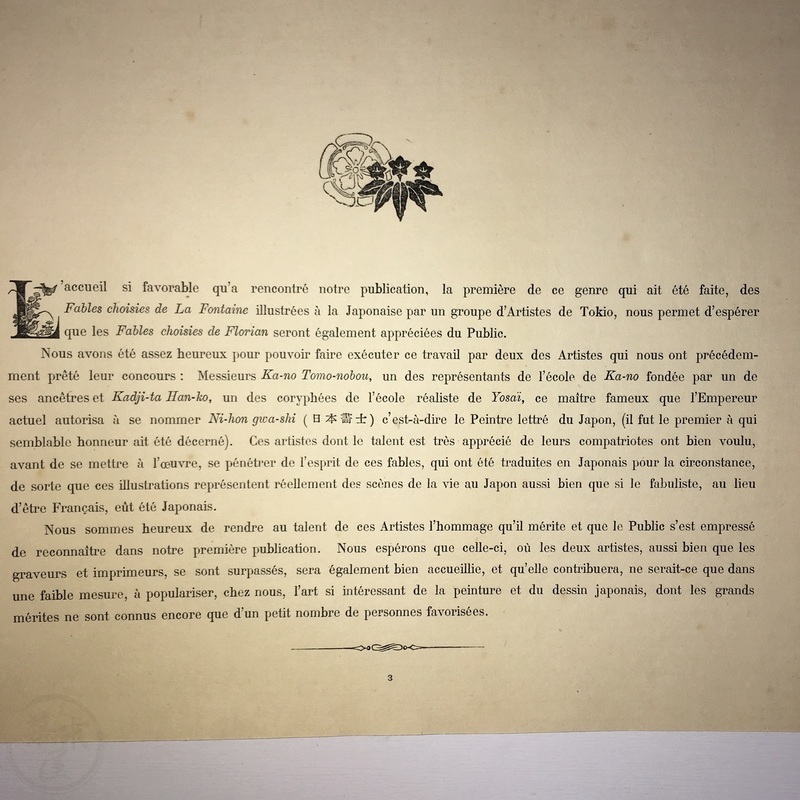 L'accueil si favorable qu'a rencontré notre publication, la première de ce genre qui ait été faite, des
Fables choisies de La Fontaine illustrées à la Japonaise par un groupe d'Artistes de Tokio, nous permet d'espérer
que les Fables choisies de Florian seront également appréciées du Public.
Nous avons été assez heureux pour pouvoir faire exécuter ce travail par deux des Artistes qui nous ont précédem-
ment prêté leur concours : Messieurs Ka-no Tomo-nobou, un des représentants de l'école de Ka-no fondée par un de
ses ancêtres et Kadji-ta Han-ko, un des coryphées de l'école réaliste de Yosaï, ce maître fameux que l'Empereur
actuel autorisa à se nommer Ni-hon gwa-shi (日本畵士) c'est-à-dire le Peintre lettré du Japon, (il fut le premier à qui
semblable honneur ait été décerné). Ces artistes dont le talent est très apprécié de leurs compatriotes ont bien voulu,
avant de se mettre à l'œuvre, se pénétrer de l'esprit de ces fables, qui ont été traduites en Japonais pour la circonstance,
de sorte que ces illustrations représentent réellement des scènes de la vie au Japon aussi bien que si le fabuliste, au lieu
d'être Français, eût été Japonais.
Nous sommes heureux de rendre au talent de ces Artistes l'hommage qu'il mérite et que le Public s'est empressé
de reconnaître dans notre première publication. Nous espérons que celle-ci, où les deux artistes, aussi bien que les
graveurs et imprimeurs, se sont surpassés, sera également bien accueillie, et qu'elle contribuera, ne serait-ce que dans
une faible mesure, à populariser, chez nous, l'art si intéressant de la peinture et du dessin japonais, dont les grands
mérites ne sont connus encore que d'un petit nombre de personnes favorisées.
3